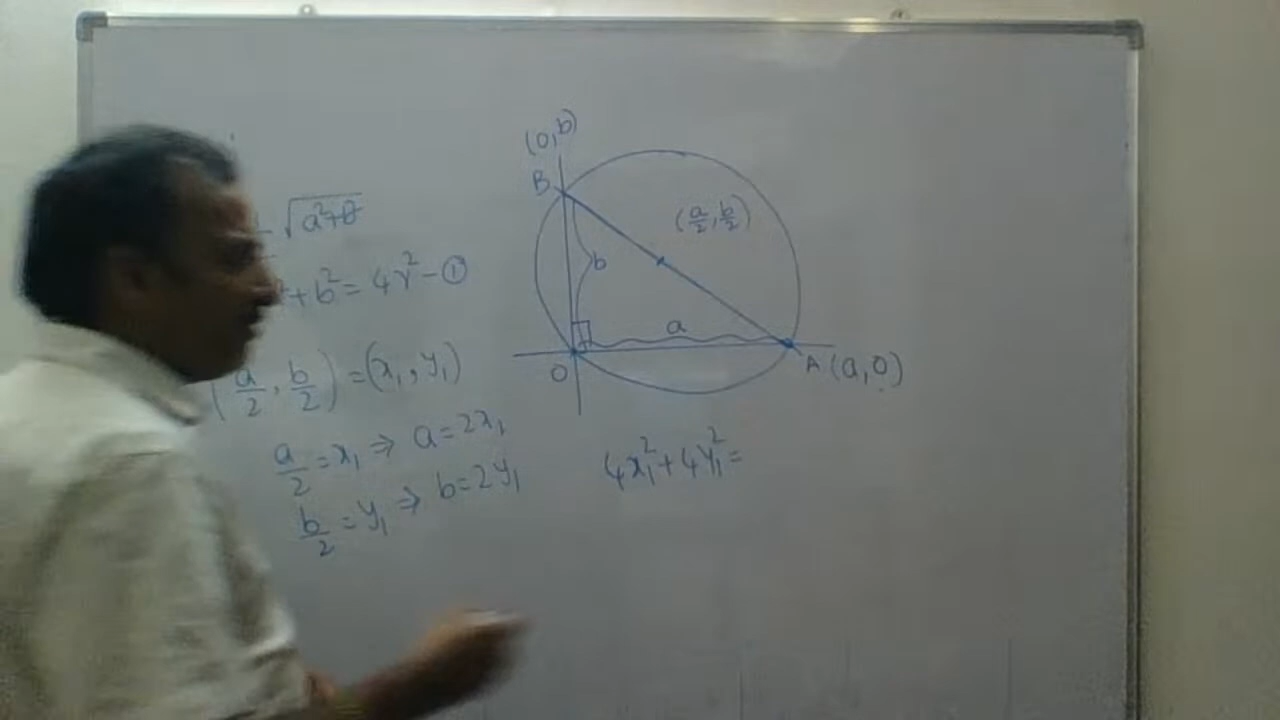 √a²+b²
+b²=4r²-①
(a/2, b/2)=(x₁, y₁)
a/2=x₁⇒a=2x₁
b/2=y₁⇒b=2y₁
(0,b)
B
(a/2, b/2)
b
a
O
A(a,0)
4x₁²+4y₁²=